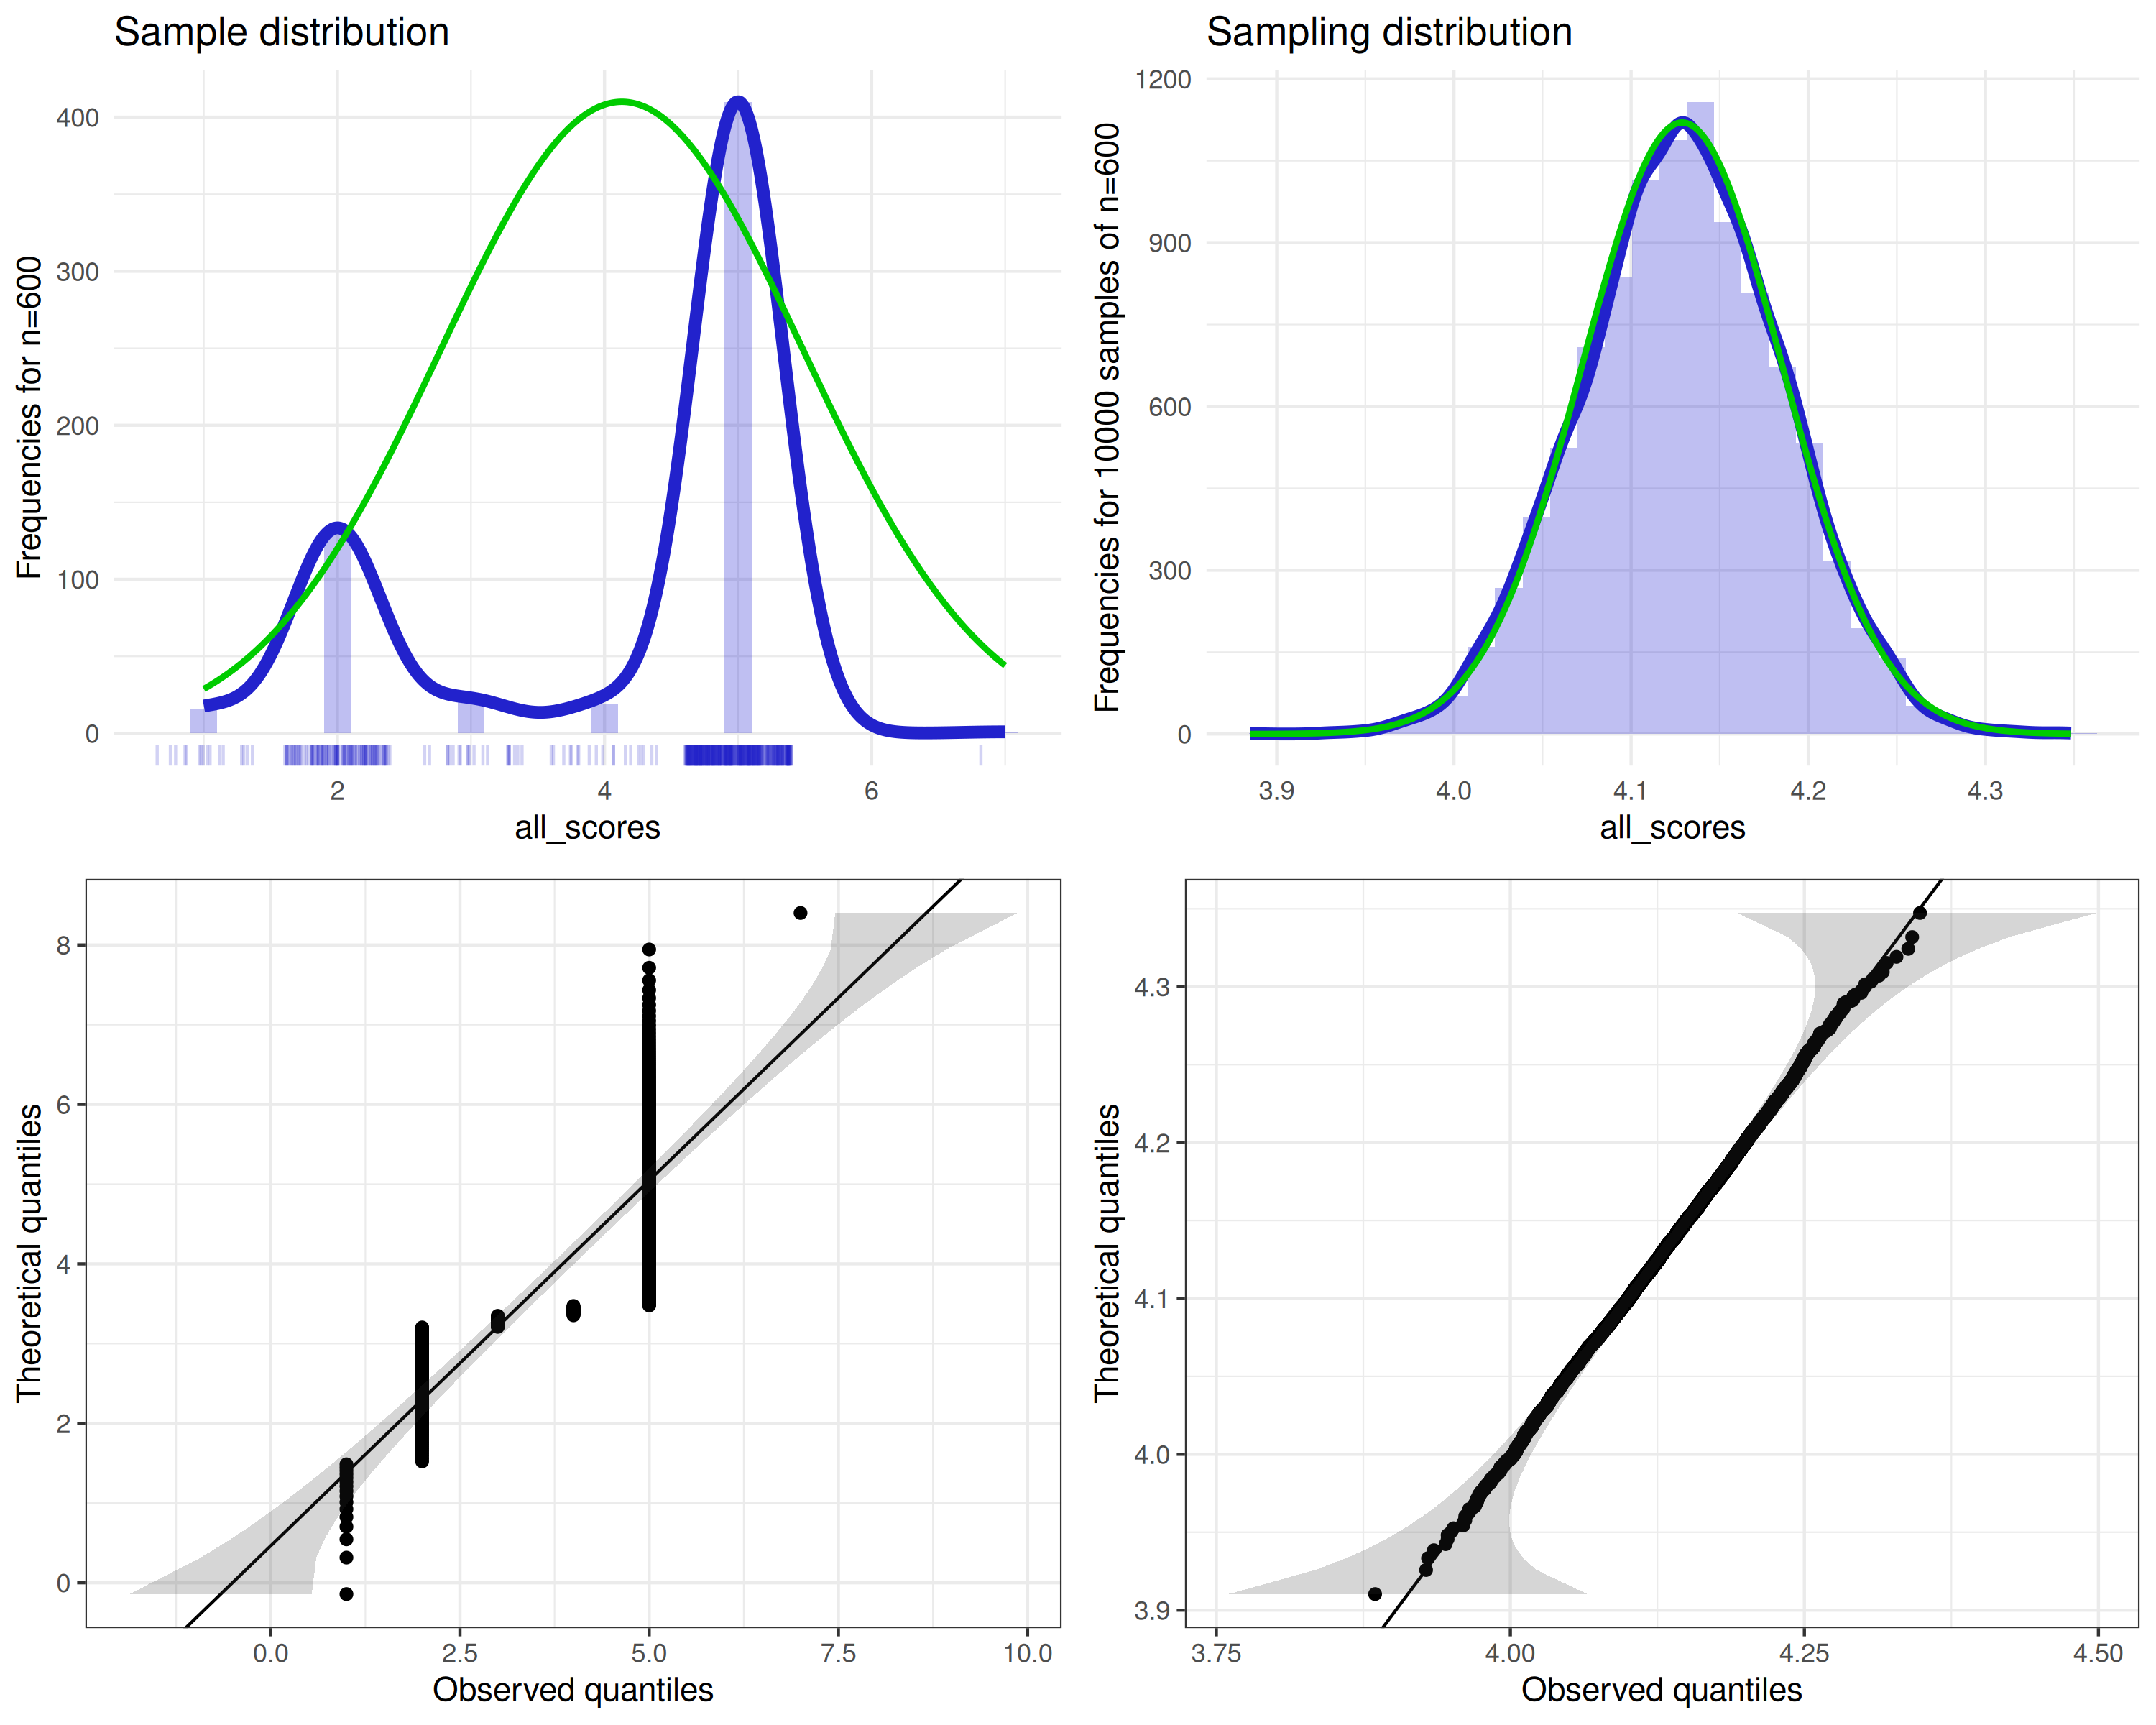 Sample distribution
Frequencies for n=600
400
300
200
100
0
2 4 6
all_scores
Sampling distribution
Frequencies for 10000 samples of n=600
1200
900
600
300
0
3.9 4.0 4.1 4.2 4.3
all_scores
Theoretical quantiles
8
6
4
2
0
0.0 2.5 5.0 7.5 10.0
Observed quantiles
Theoretical quantiles
4.3
4.2
4.1
4.0
3.9
3.75 4.00 4.25 4.50
Observed quantiles